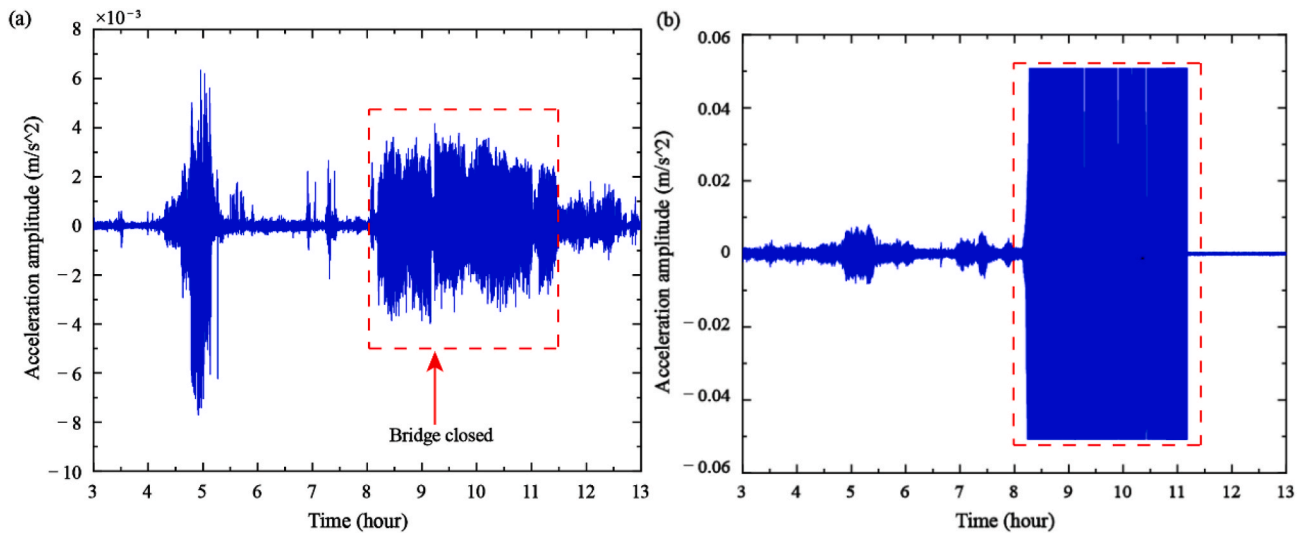 (a)
×10⁻³
8
6
4
2
0
−2
−4
−6
−8
−10
Acceleration amplitude (m/s^2)
Bridge closed
3 4 5 6 7 8 9 10 11 12 13
Time (hour)
(b)
0.06
0.04
0.02
0
−0.02
−0.04
−0.06
Acceleration amplitude (m/s^2)
3 4 5 6 7 8 9 10 11 12 13
Time (hour)